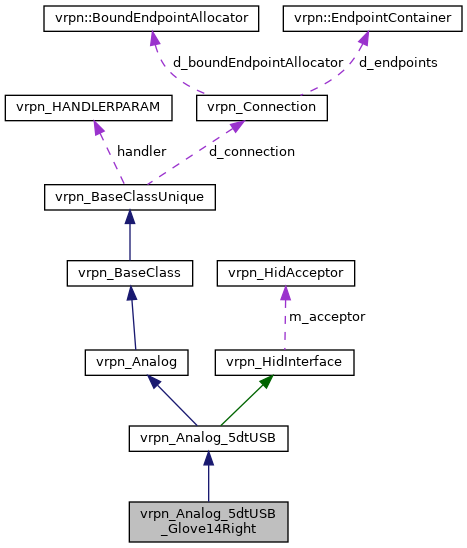 vrpn::BoundEndpointAllocator
vrpn::EndpointContainer
d_boundEndpointAllocator
d_endpoints
vrpn_HANDLERPARAM
vrpn_Connection
handler
d_connection
vrpn_BaseClassUnique
vrpn_BaseClass
vrpn_HidAcceptor
m_acceptor
vrpn_Analog
vrpn_HidInterface
vrpn_Analog_5dtUSB
vrpn_Analog_5dtUSB
_Glove14Right